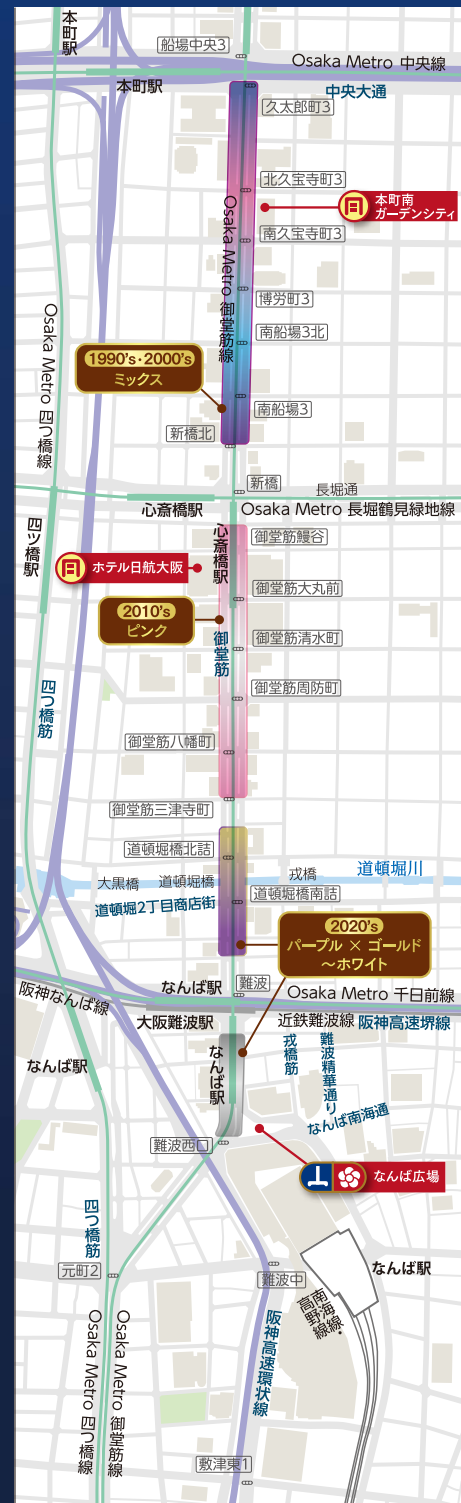 本町駅
船場中央3
Osaka Metro 中央線
本町駅
中央大通
久太郎町3
北久宝寺町3
本町南
ガーデンシティ
南久宝寺町3
Osaka Metro 御堂筋線
博労町3
南船場3北
Osaka Metro 四つ橋線
1990's・2000's
ミックス
南船場3
新橋北
新橋
長堀通
心斎橋駅
Osaka Metro 長堀鶴見緑地線
四ツ橋駅
心斎橋駅
御堂筋鰻谷
ホテル日航大阪
御堂筋大丸前
2010's
ピンク
御堂筋
御堂筋清水町
四つ橋筋
御堂筋周防町
御堂筋八幡町
御堂筋三津寺町
道頓堀橋北詰
道頓堀川
大黒橋
道頓堀橋
戎橋
道頓堀2丁目商店街
道頓堀橋南詰
2020's
パープル × ゴールド
～ホワイト
なんば駅
難波
阪神なんば線
Osaka Metro 千日前線
大阪難波駅
近鉄難波線
阪神高速堺線
なんば駅
なんば駅
戎橋筋
難波精華通り
なんば南海通
難波西口
なんば広場
四つ橋筋
元町2
難波中
なんば駅
南海線・
高野線
Osaka Metro 四つ橋線
Osaka Metro 御堂筋線
阪神高速環状線
敷津東1